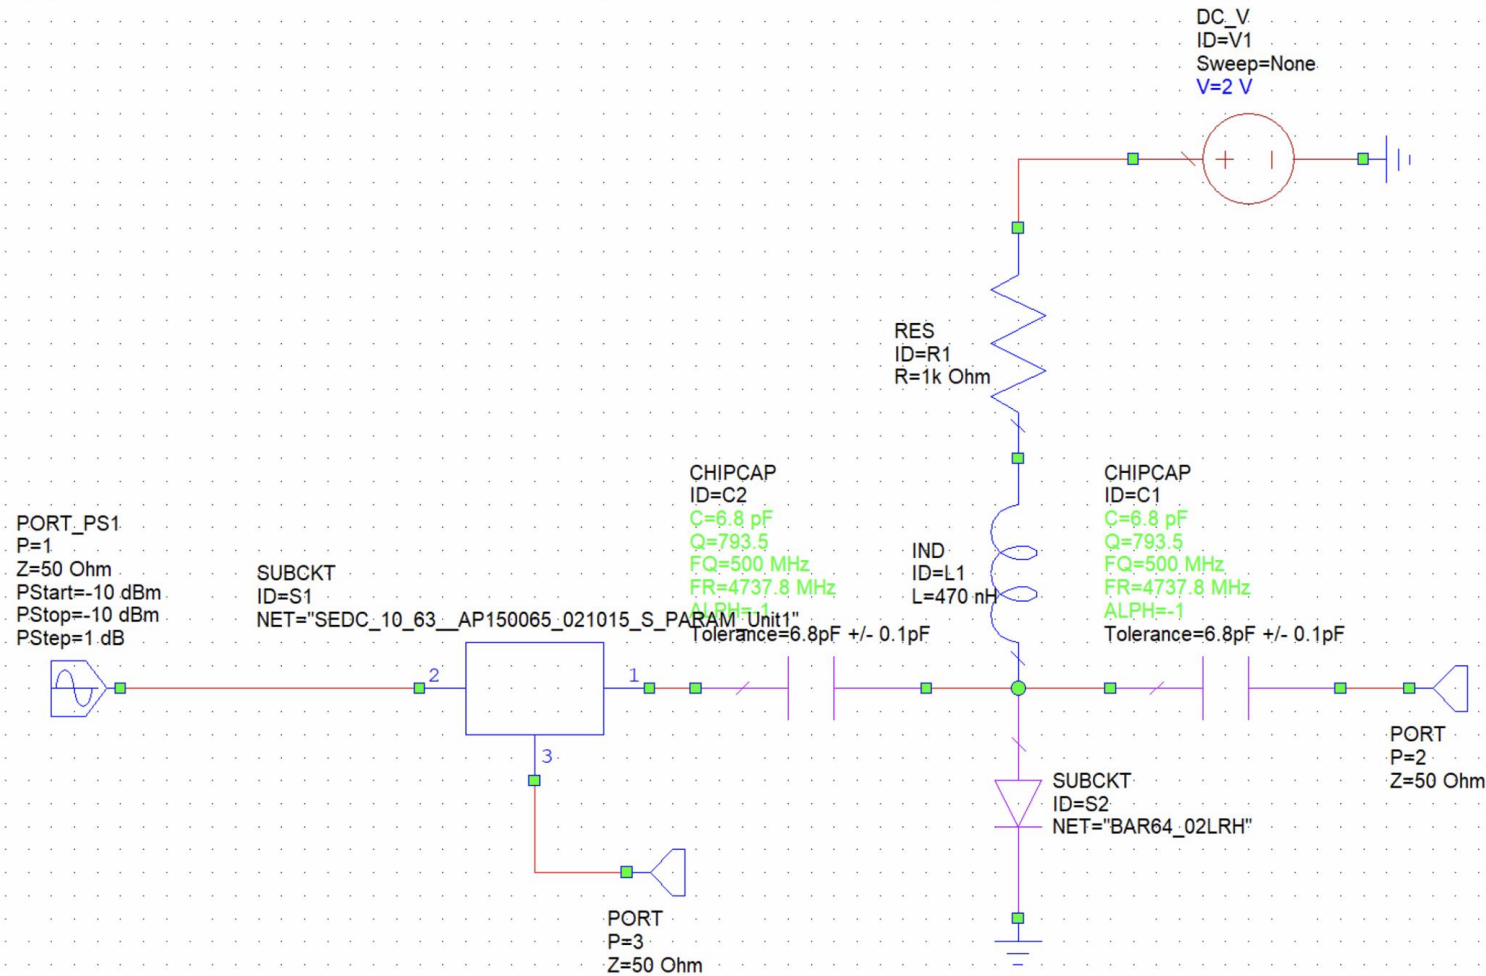 DC_V
ID=V1
Sweep=None
V=2 V
RES
ID=R1
R=1k Ohm
CHIPCAP
ID=C2
C=6.8 pF
Q=793.5
FQ=500 MHz
FR=4737.8 MHz
ALPH=-1
Tolerance=6.8pF +/- 0.1pF
CHIPCAP
ID=C1
C=6.8 pF
Q=793.5
FQ=500 MHz
FR=4737.8 MHz
ALPH=-1
Tolerance=6.8pF +/- 0.1pF
IND
ID=L1
L=470 nH
PORT_PS1
P=1
Z=50 Ohm
PStart=-10 dBm
PStop=-10 dBm
PStep=1 dB
SUBCKT
ID=S1
NET="SEDC_10_63__AP150065_021015_S_PARAM_Unit1"
2
1
3
PORT
P=2
Z=50 Ohm
SUBCKT
ID=S2
NET="BAR64_02LRH"
PORT
P=3
Z=50 Ohm